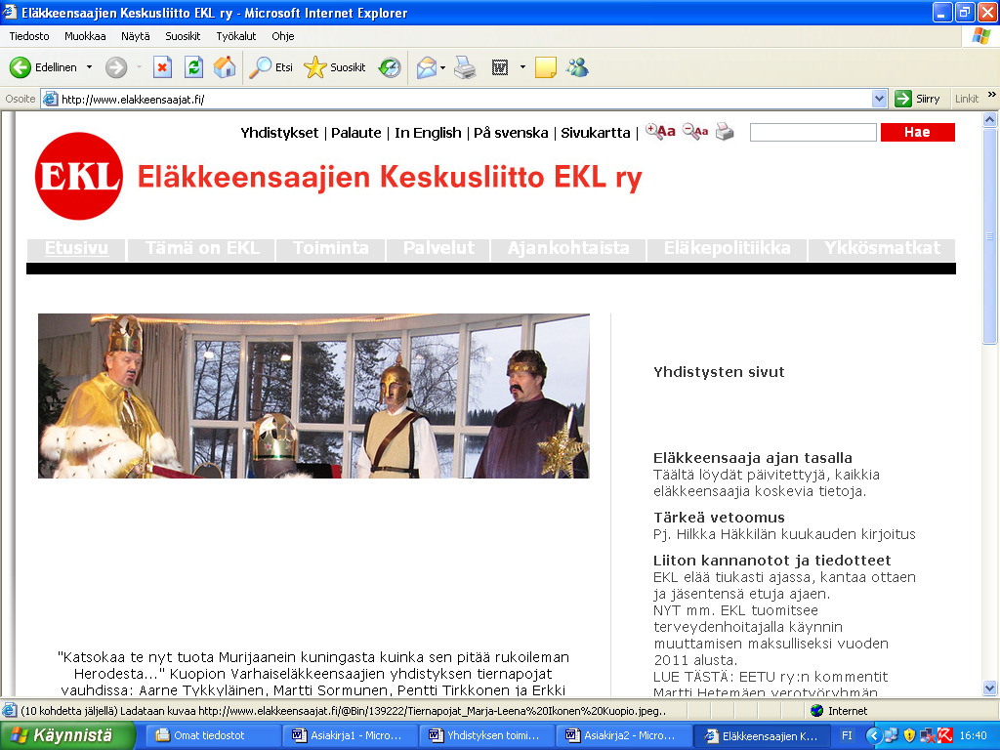 Eläkkeensaajien Keskusliitto EKL ry - Microsoft Internet Explorer
Tiedosto Muokkaa Näytä Suosikit Työkalut Ohje
Edellinen Etsi Suosikit
Osoite http://www.elakkeensaajat.fi/ Siirry Linkit »
Yhdistykset | Palaute | In English | På svenska | Sivukartta | Aa Aa Hae
EKL Eläkkeensaajien Keskusliitto EKL ry
Etusivu Tämä on EKL Toiminta Palvelut Ajankohtaista Eläkepolitiikka Ykkösmatkat
Yhdistysten sivut
Eläkkeensaaja ajan tasalla
Täältä löydät päivitettyjä, kaikkia
eläkkeensaajia koskevia tietoja.
Tärkeä vetoomus
Pj. Hilkka Häkkilän kuukauden kirjoitus
Liiton kannanotot ja tiedotteet
EKL elää tiukasti ajassa, kantaa ottaen
ja jäsentensä etuja ajaen.
NYT mm. EKL tuomitsee
terveydenhoitajalla käynnin
muuttamisen maksulliseksi vuoden
2011 alusta.
LUE TÄSTÄ: EETU ry:n kommentit
Martti Hetemäen verotyöryhmän
"Katsokaa te nyt tuota Murijaanein kuningasta kuinka sen pitää rukoileman
Herodesta..." Kuopion Varhaiseläkkeensaajien yhdistyksen tiernapojat
vauhdissa: Aarne Tykkyläinen, Martti Sormunen, Pentti Tirkkonen ja Erkki
(10 kohdetta jäljellä) Ladataan kuvaa http://www.elakkeensaajat.fi/@Bin/139222/Tiernapojat_Marja-Leena%20Ikonen%20Kuopio.jpeg.. Internet
Käynnistä Omat tiedostot Asiakirja1 - Micro... Yhdistyksen toimi... Asiakirja2 - Micro... Eläkkeensaajien K... FI 16:40